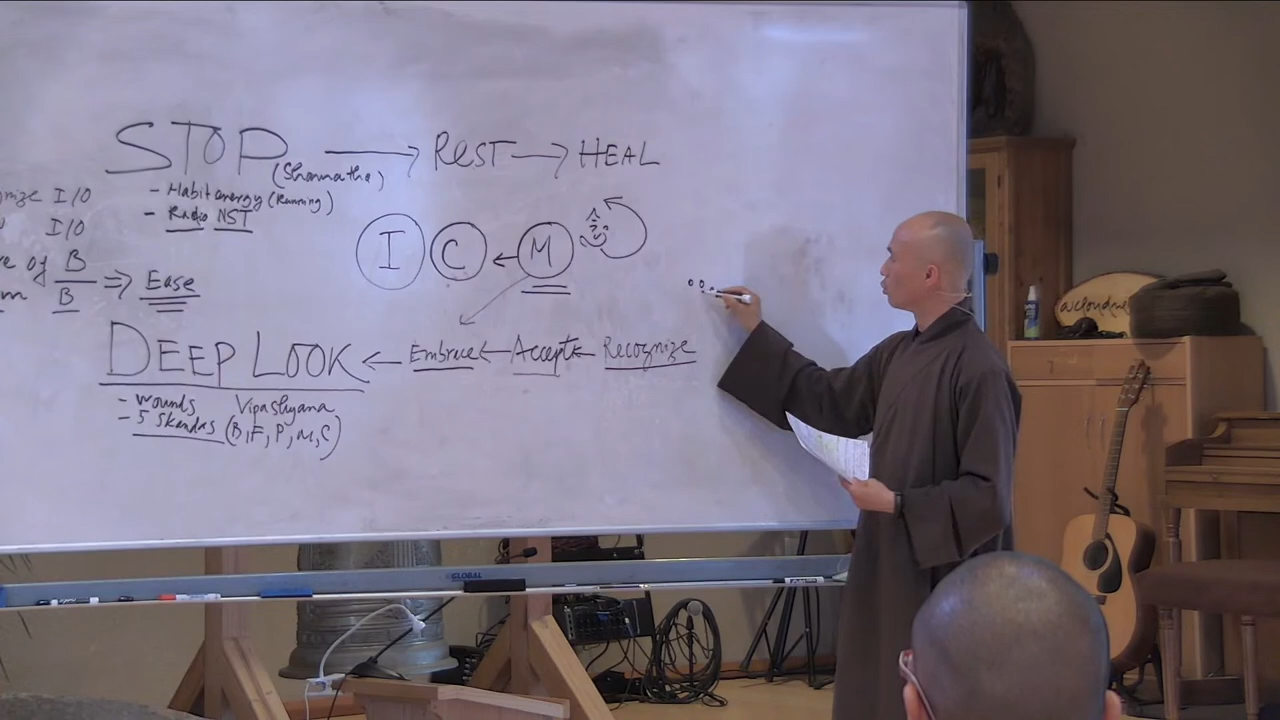 STOP → REST → HEAL
(Shamatha)
- Habit energy (Running)
- Radio NST
I/O
I/O
of B
B ⇒ Ease
I C ← M
DEEP LOOK ← Embrace ← Accept ← Recognize
- wounds Vipashyana
- 5 Skandas (B, F, P, M, C)
GLOBAL